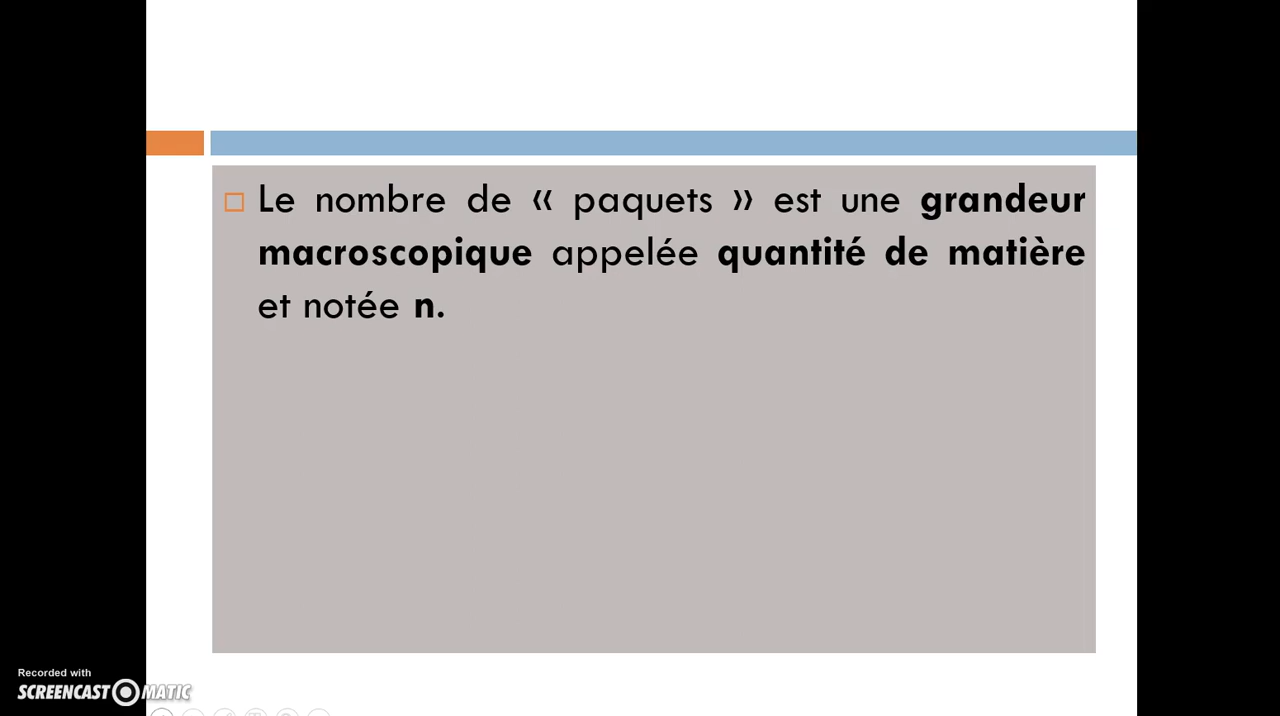 Le nombre de « paquets » est une grandeur
macroscopique appelée quantité de matière
et notée n.
Recorded with
SCREENCAST MATIC